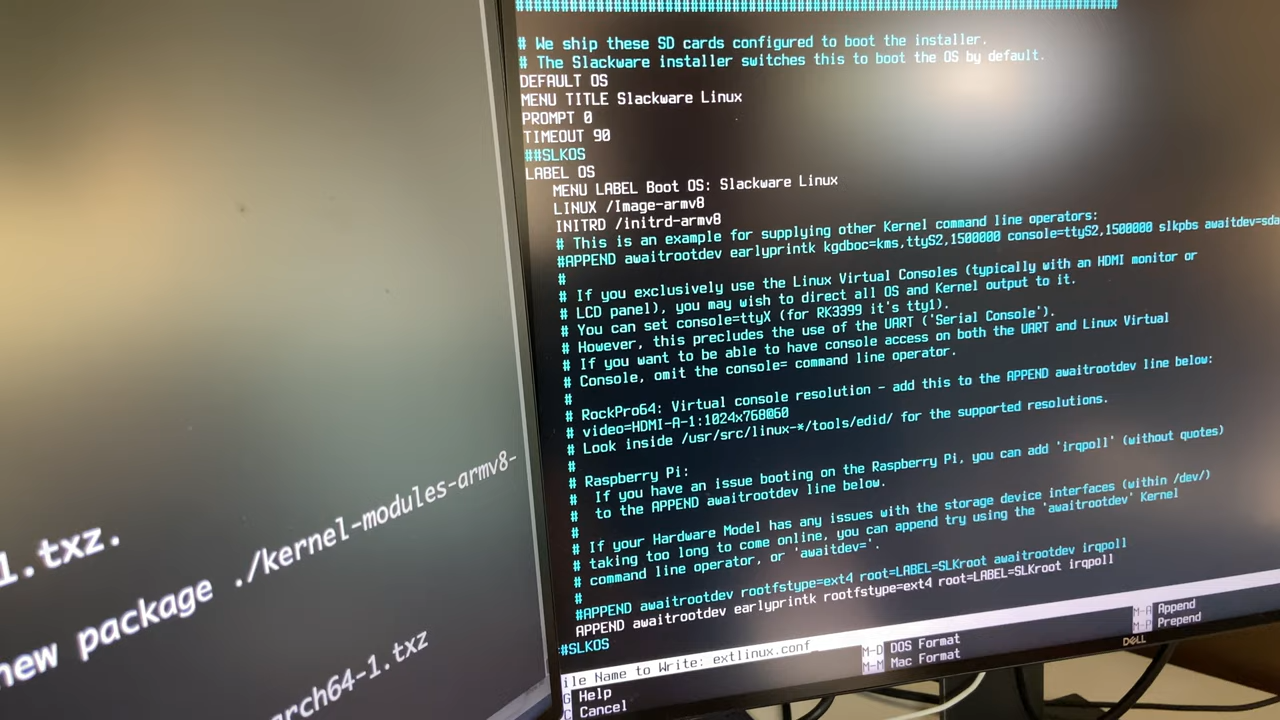 1.txz.
new package ./kernel-modules-armv8-
arch64-1.txz
##############################################################################
# We ship these SD cards configured to boot the installer.
# The Slackware installer switches this to boot the OS by default.
DEFAULT OS
MENU TITLE Slackware Linux
PROMPT 0
TIMEOUT 90
##SLKOS
LABEL OS
MENU LABEL Boot OS: Slackware Linux
LINUX /Image-armv8
INITRD /initrd-armv8
# This is an example for supplying other Kernel command line operators:
#APPEND awaitrootdev earlyprintk kgdboc=kms,ttyS2,1500000 console=ttyS2,1500000 slkpbs awaitdev=sda
#
# If you exclusively use the Linux Virtual Consoles (typically with an HDMI monitor or
# LCD panel), you may wish to direct all OS and Kernel output to it.
# You can set console=ttyX (for RK3399 it's tty1).
# However, this precludes the use of the UART ('Serial Console').
# If you want to be able to have console access on both the UART and Linux Virtual
# Console, omit the console= command line operator.
#
# RockPro64: Virtual console resolution - add this to the APPEND awaitrootdev line below:
# video=HDMI-A-1:1024x768@60
# Look inside /usr/src/linux-*/tools/edid/ for the supported resolutions.
#
# Raspberry Pi:
# If you have an issue booting on the Raspberry Pi, you can add 'irqpoll' (without quotes)
# to the APPEND awaitrootdev line below.
#
# If your Hardware Model has any issues with the storage device interfaces (within /dev/)
# taking too long to come online, you can append try using the 'awaitrootdev' Kernel
# command line operator, or 'awaitdev='.
#
#APPEND awaitrootdev rootfstype=ext4 root=LABEL=SLKroot awaitrootdev irqpoll
APPEND awaitrootdev earlyprintk rootfstype=ext4 root=LABEL=SLKroot irqpoll
#SLKOS
ile Name to Write: extlinux.conf
G Help
C Cancel
M-D DOS Format
M-M Mac Format
M-A Append
M-P Prepend
DELL